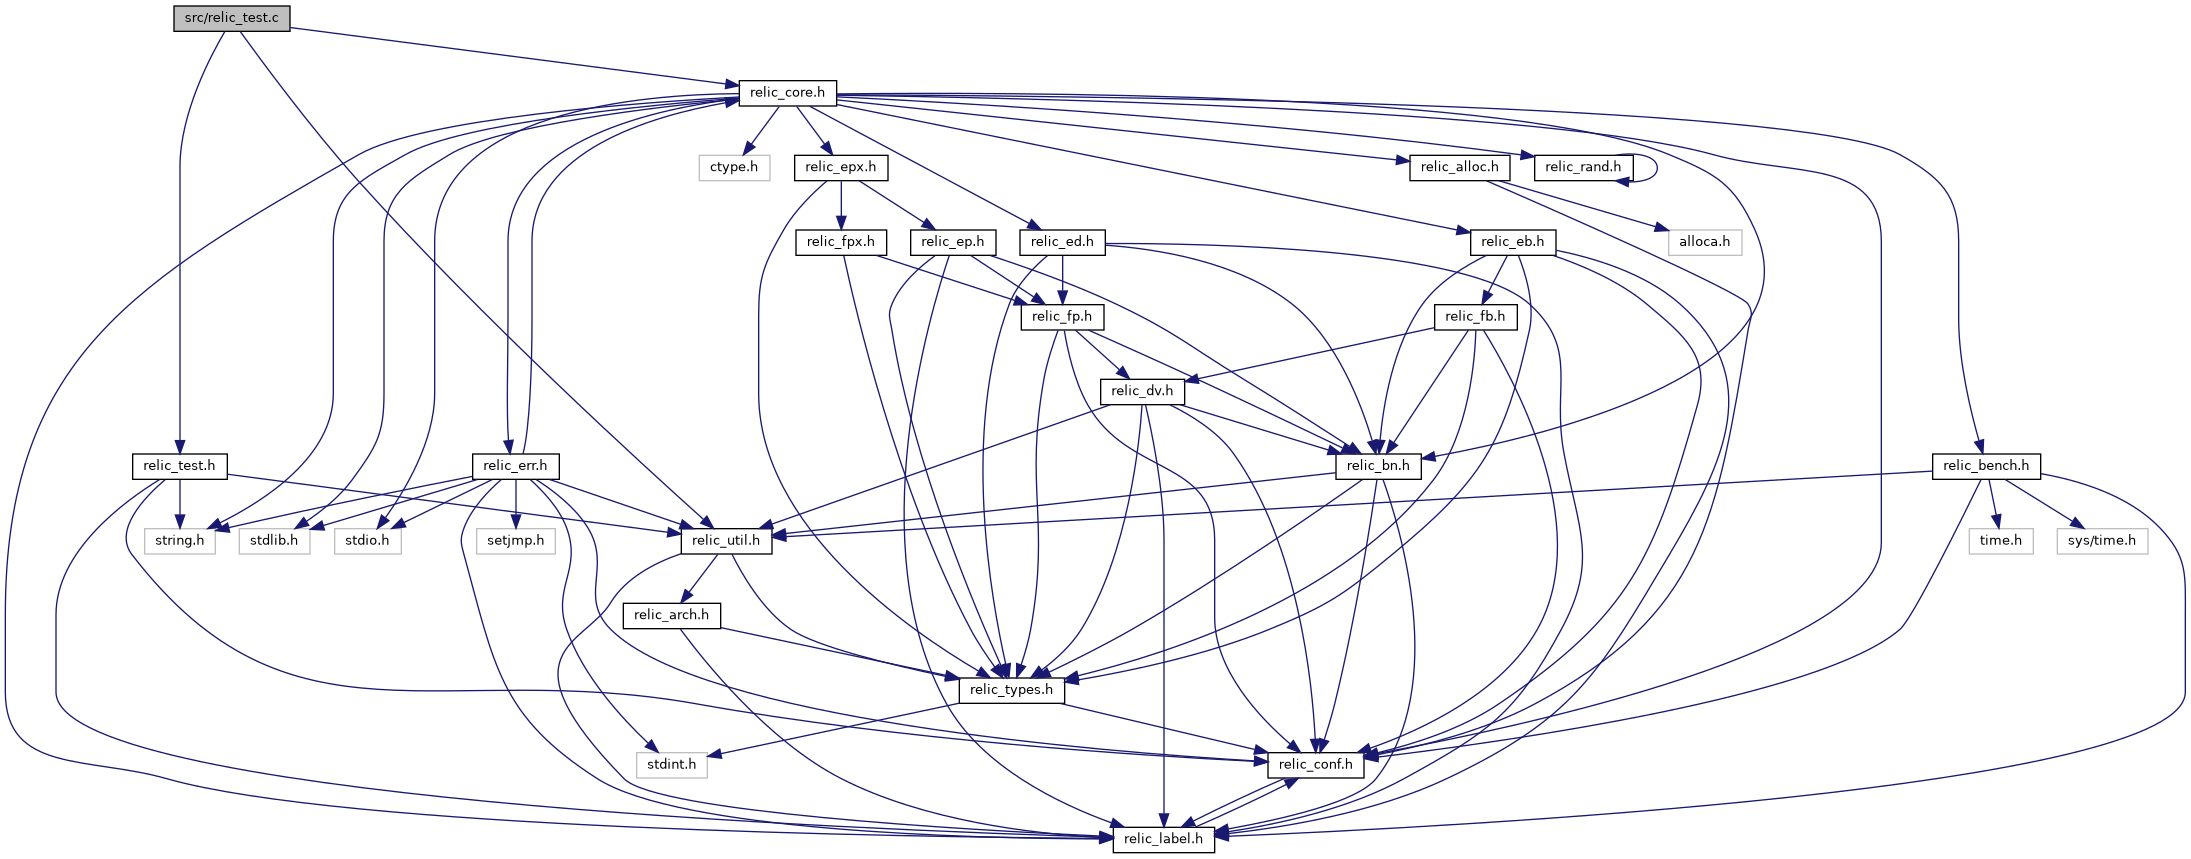 src/relic_test.c
relic_core.h
ctype.h
relic_epx.h
relic_alloc.h
relic_rand.h
relic_fpx.h
relic_ep.h
relic_ed.h
relic_eb.h
alloca.h
relic_fp.h
relic_fb.h
relic_dv.h
relic_test.h
relic_err.h
relic_bn.h
relic_bench.h
string.h
stdlib.h
stdio.h
setjmp.h
relic_util.h
time.h
sys/time.h
relic_arch.h
relic_types.h
stdint.h
relic_conf.h
relic_label.h